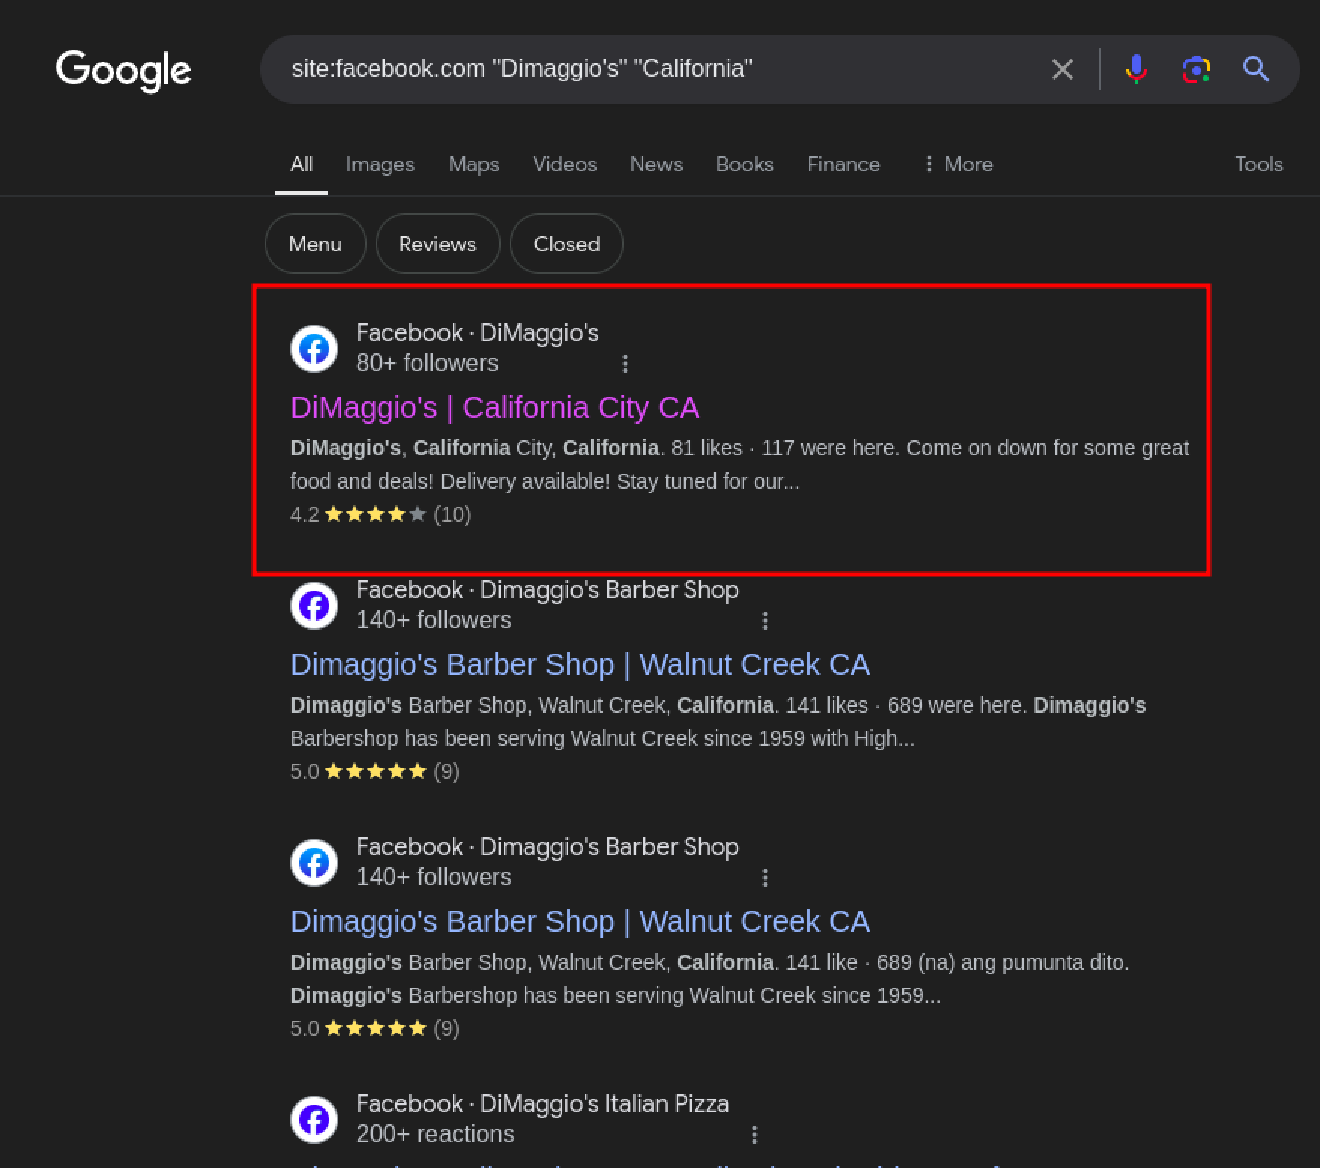 Google
site:facebook.com "Dimaggio's" "California"
All Images Maps Videos News Books Finance More Tools
Menu Reviews Closed
Facebook · DiMaggio's
80+ followers
DiMaggio's | California City CA
DiMaggio's, California City, California. 81 likes · 117 were here. Come on down for some great
food and deals! Delivery available! Stay tuned for our...
4.2 (10)
Facebook · Dimaggio's Barber Shop
140+ followers
Dimaggio's Barber Shop | Walnut Creek CA
Dimaggio's Barber Shop, Walnut Creek, California. 141 likes · 689 were here. Dimaggio's
Barbershop has been serving Walnut Creek since 1959 with High...
5.0 (9)
Facebook · Dimaggio's Barber Shop
140+ followers
Dimaggio's Barber Shop | Walnut Creek CA
Dimaggio's Barber Shop, Walnut Creek, California. 141 like · 689 (na) ang pumunta dito.
Dimaggio's Barbershop has been serving Walnut Creek since 1959...
5.0 (9)
Facebook · DiMaggio's Italian Pizza
200+ reactions